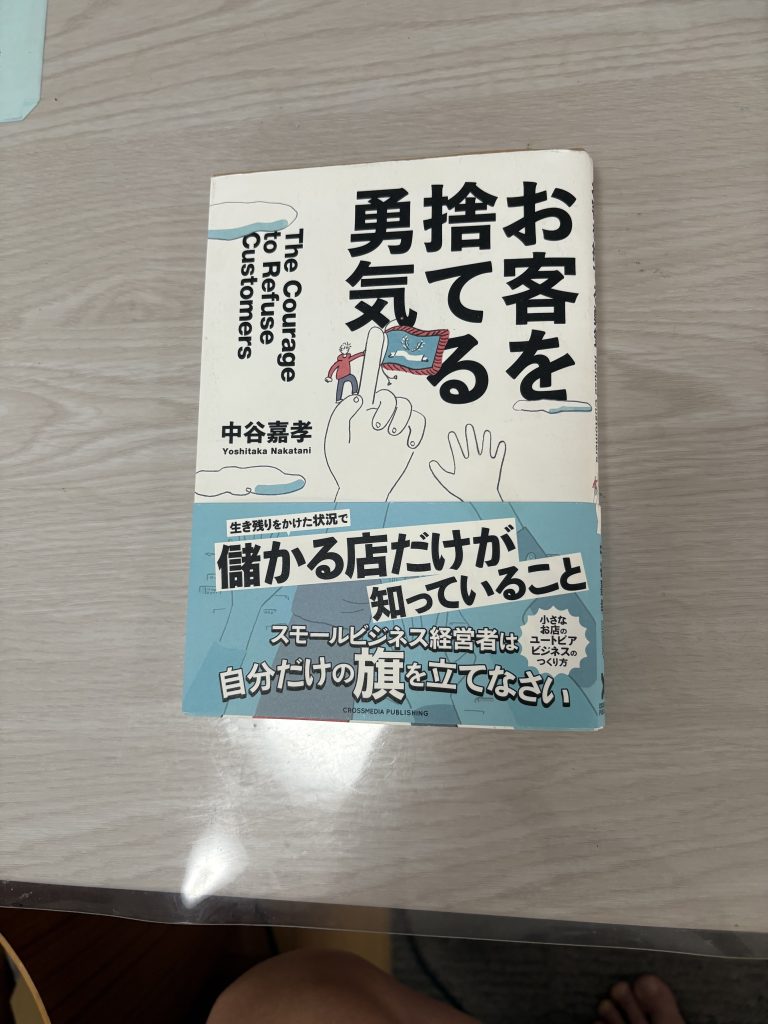 お客を
捨てる
勇気
The Courage
to Refuse
Customers
中谷嘉孝
Yoshitaka Nakatani
生き残りをかけた状況で
儲かる店だけが
知っていること
スモールビジネス経営者は
自分だけの旗を立てなさい
小さな
お店の
ユートピア
ビジネスの
つくり方
CROSSMEDIA PUBLISHING